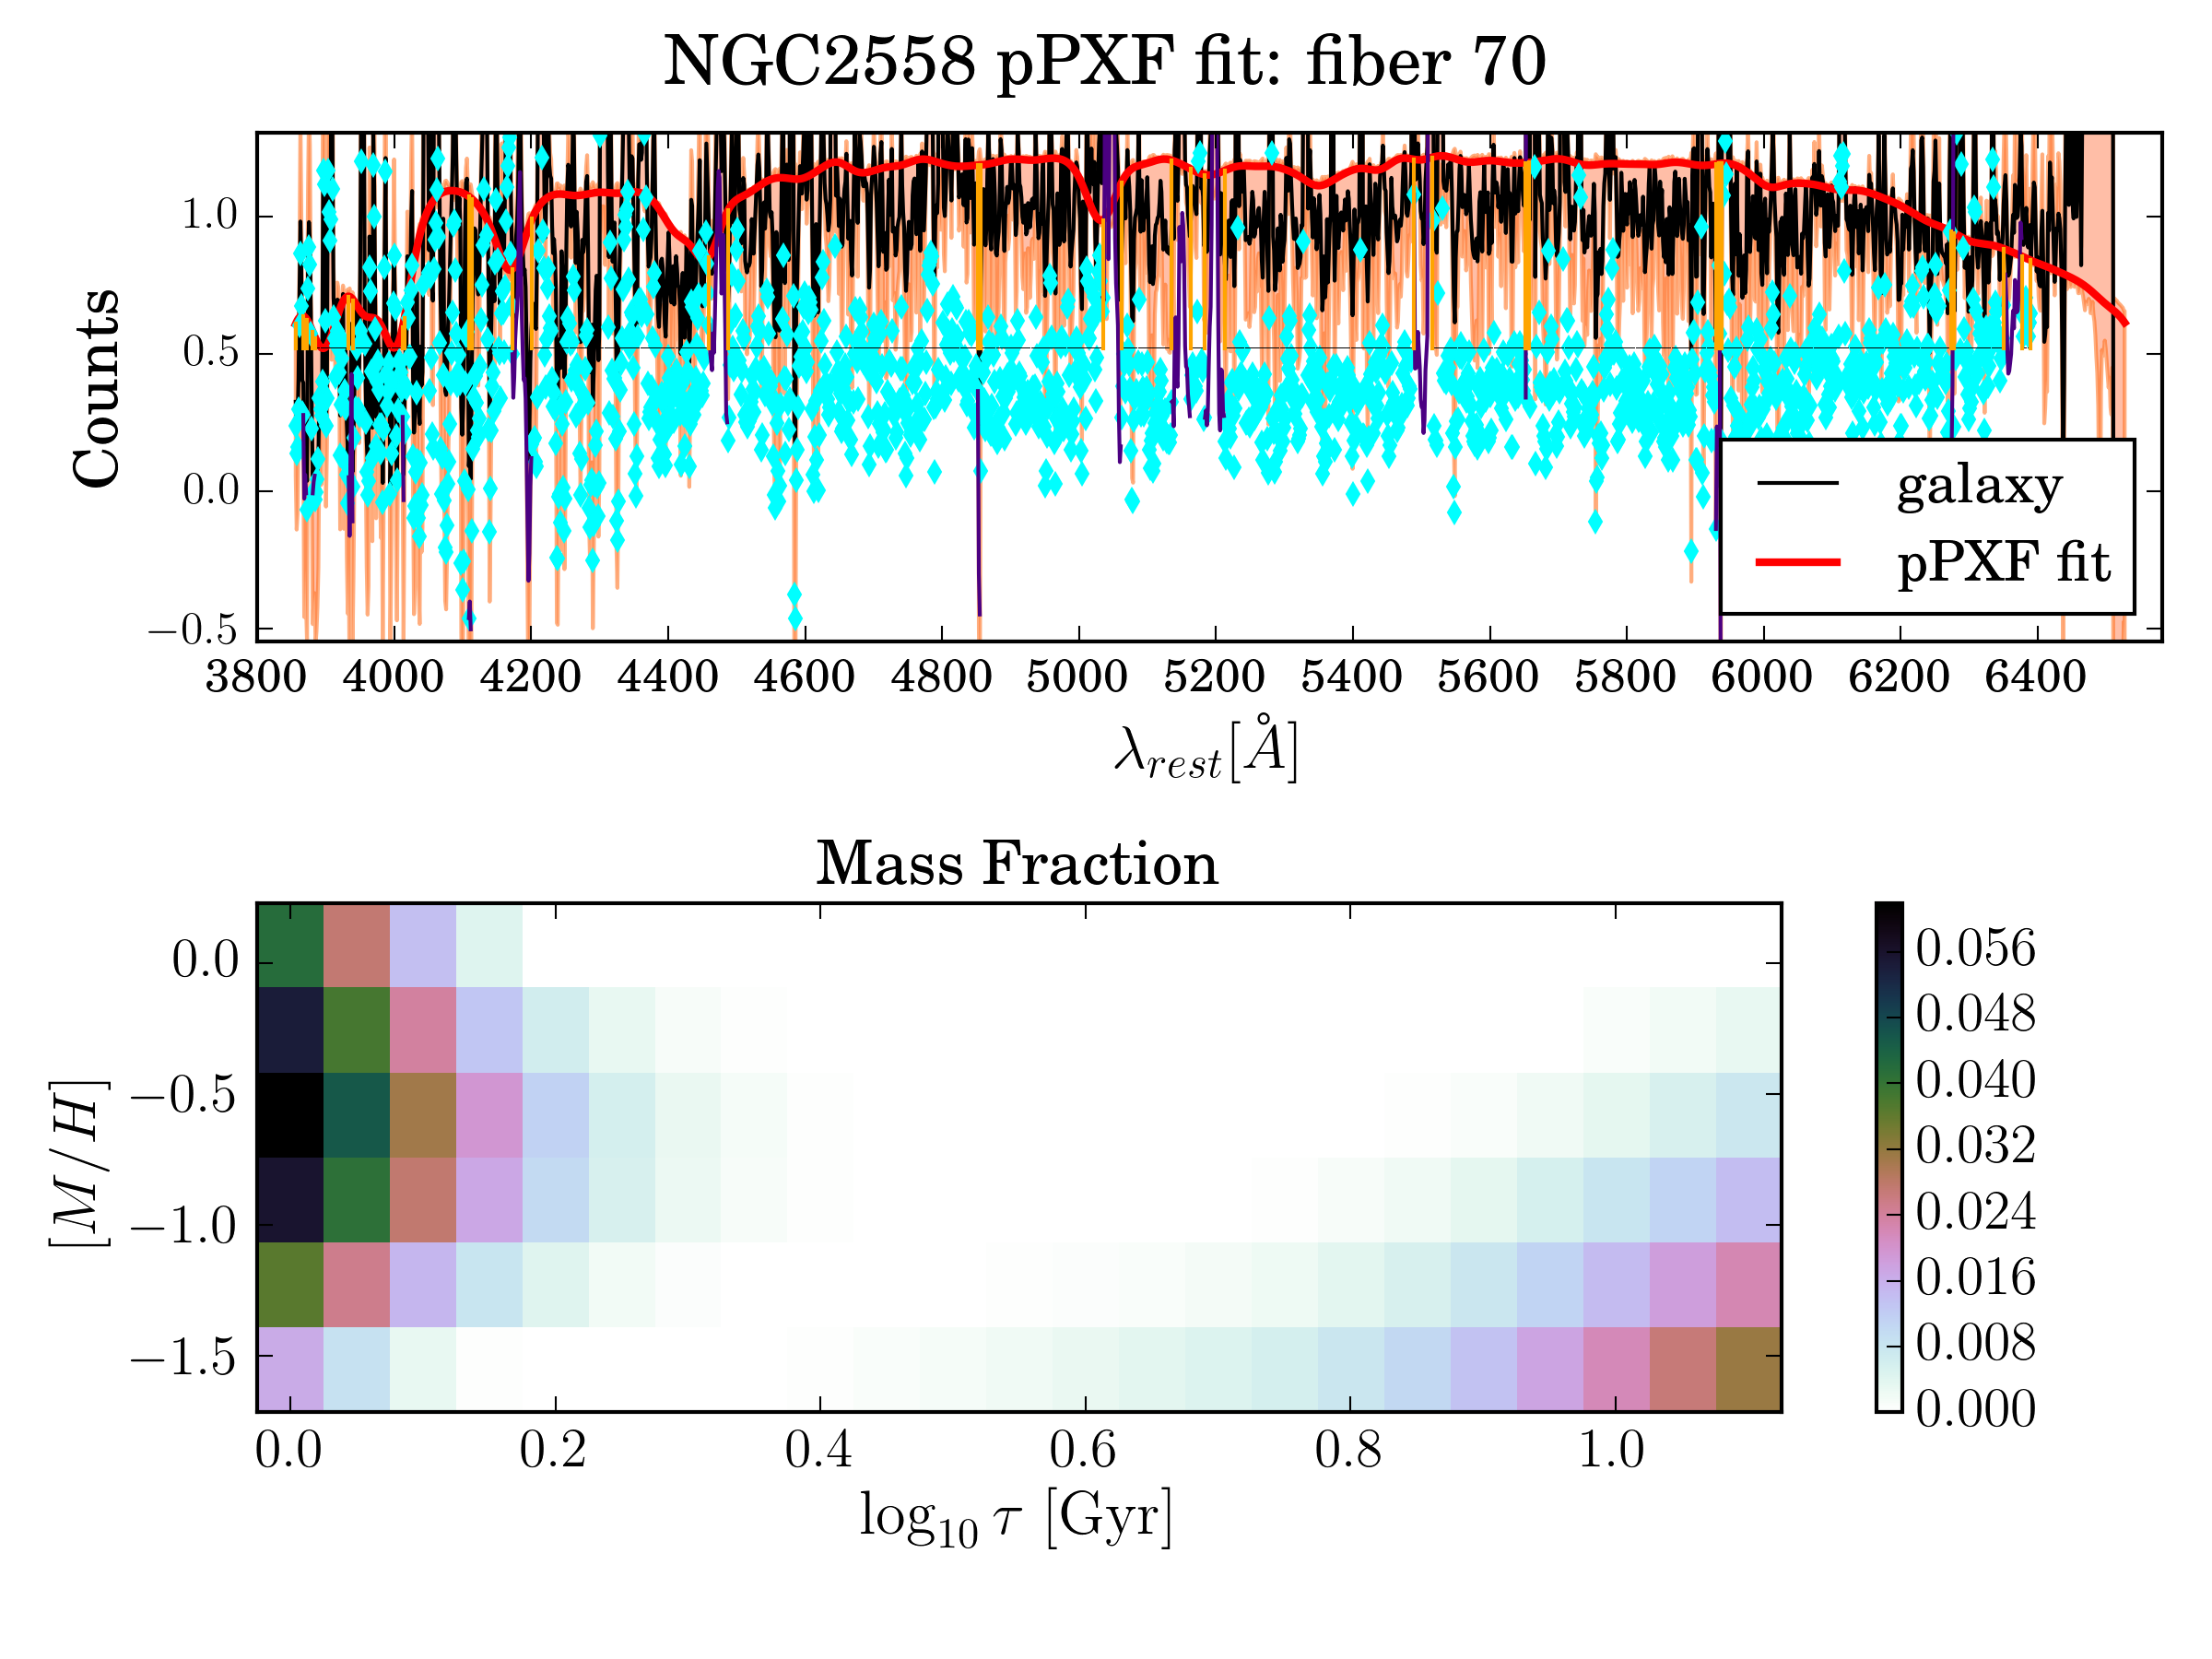 NGC2558 pPXF fit: fiber 70
Counts
1.0
0.5
0.0
−0.5
galaxy
pPXF fit
3800 4000 4200 4400 4600 4800 5000 5200 5400 5600 5800 6000 6200 6400
λrest[Å]
Mass Fraction
[M/H]
0.0
−0.5
−1.0
−1.5
0.0 0.2 0.4 0.6 0.8 1.0
log10 τ [Gyr]
0.056
0.048
0.040
0.032
0.024
0.016
0.008
0.000